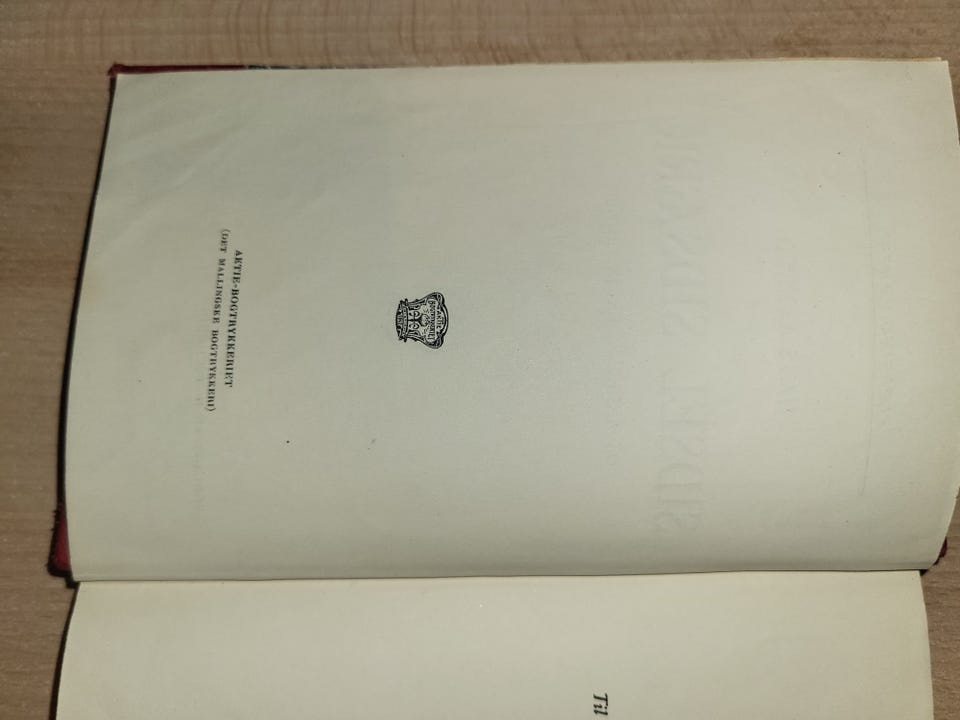 AKTIE-BOGTRYKKERIET
(DET MALLINGSKE BOGTRYKKERI)
Til